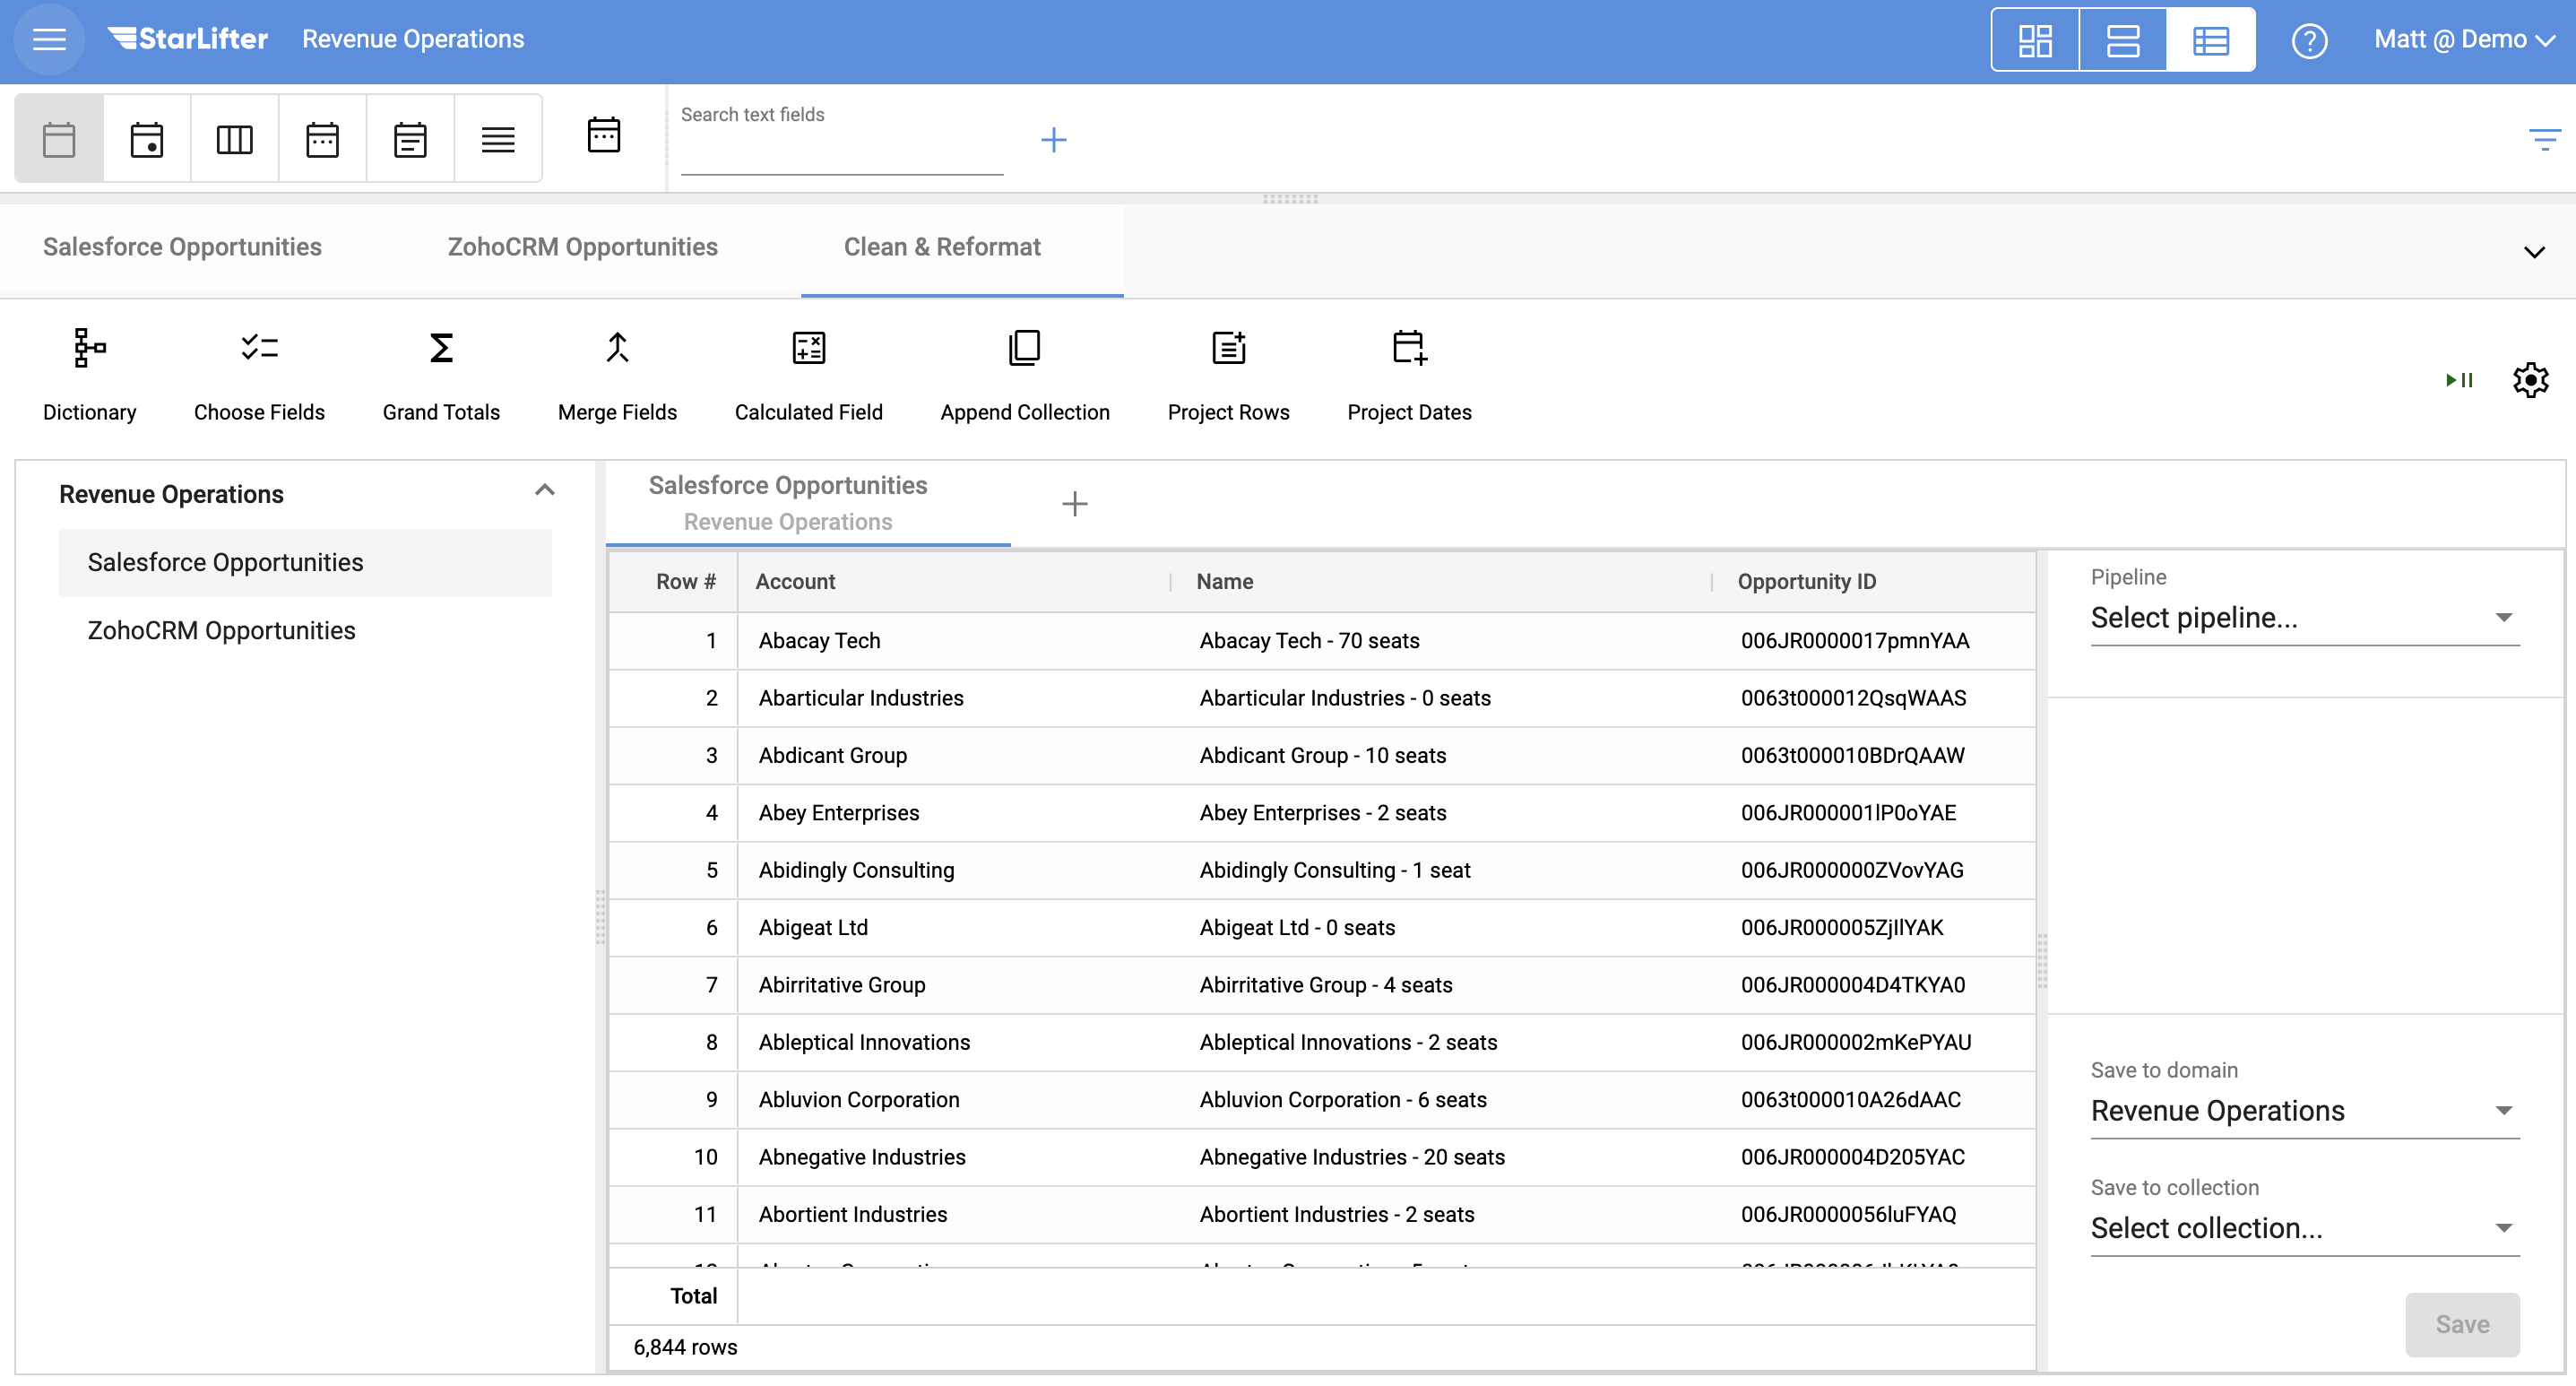 StarLifter Revenue Operations Matt @ Demo
Search text fields
Salesforce Opportunities ZohoCRM Opportunities Clean & Reformat
Dictionary Choose Fields Grand Totals Merge Fields Calculated Field Append Collection Project Rows Project Dates
Revenue Operations
Salesforce Opportunities
ZohoCRM Opportunities
Salesforce Opportunities
Revenue Operations
Row # Account Name Opportunity ID
1 Abacay Tech Abacay Tech - 70 seats 006JR0000017pmnYAA
2 Abarticular Industries Abarticular Industries - 0 seats 0063t000012QsqWAAS
3 Abdicant Group Abdicant Group - 10 seats 0063t000010BDrQAAW
4 Abey Enterprises Abey Enterprises - 2 seats 006JR000001lP0oYAE
5 Abidingly Consulting Abidingly Consulting - 1 seat 006JR000000ZVovYAG
6 Abigeat Ltd Abigeat Ltd - 0 seats 006JR000005ZjIlYAK
7 Abirritative Group Abirritative Group - 4 seats 006JR000004D4TKYA0
8 Ableptical Innovations Ableptical Innovations - 2 seats 006JR000002mKePYAU
9 Abluvion Corporation Abluvion Corporation - 6 seats 0063t000010A26dAAC
10 Abnegative Industries Abnegative Industries - 20 seats 006JR000004D205YAC
11 Abortient Industries Abortient Industries - 2 seats 006JR0000056luFYAQ
Total
6,844 rows
Pipeline
Select pipeline...
Save to domain
Revenue Operations
Save to collection
Select collection...
Save